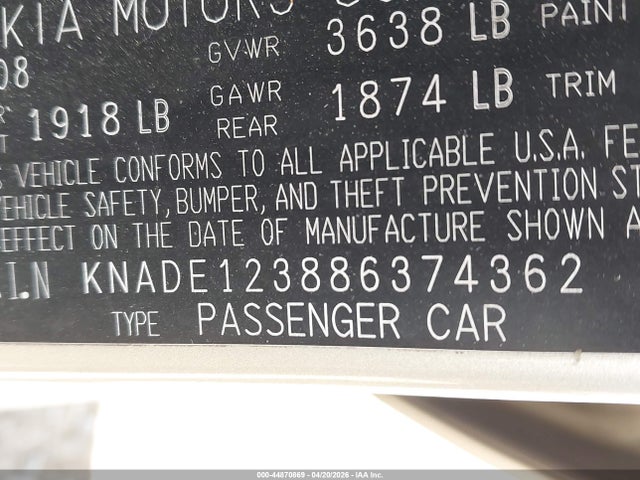 KIA MOTORS
08 GVWR 3638 LB PAINT
1918 LB GAWR REAR 1874 LB TRIM
VEHICLE CONFORMS TO ALL APPLICABLE U.S.A. FE
VEHICLE SAFETY, BUMPER, AND THEFT PREVENTION ST
EFFECT ON THE DATE OF MANUFACTURE SHOWN A
I.N KNADE123886374362
TYPE PASSENGER CAR
000-44870869 - 04/20/2026 - IAA Inc.